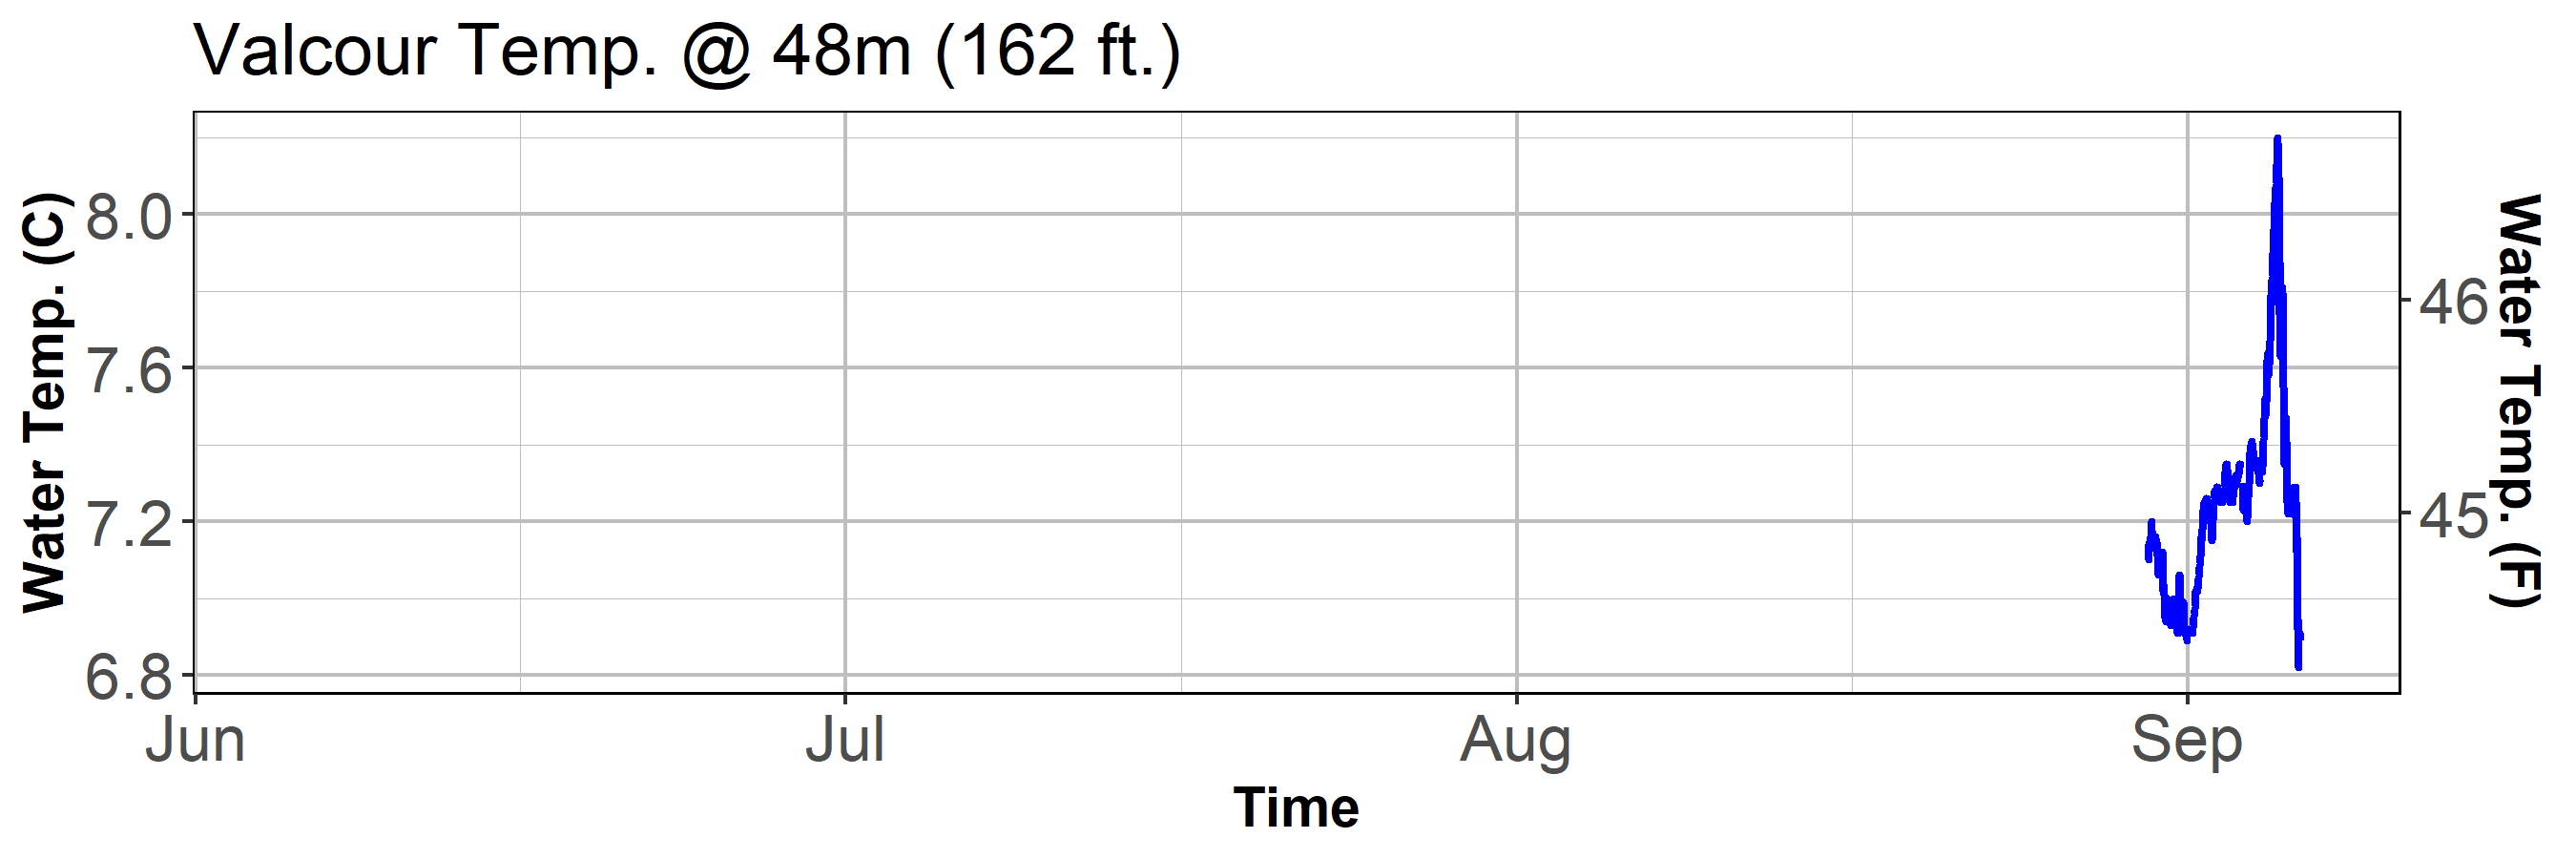 Valcour Temp. @ 48m (162 ft.)
Water Temp. (C)
8.0
7.6
7.2
6.8
46
45
Water Temp. (F)
Jun Jul Aug Sep
Time